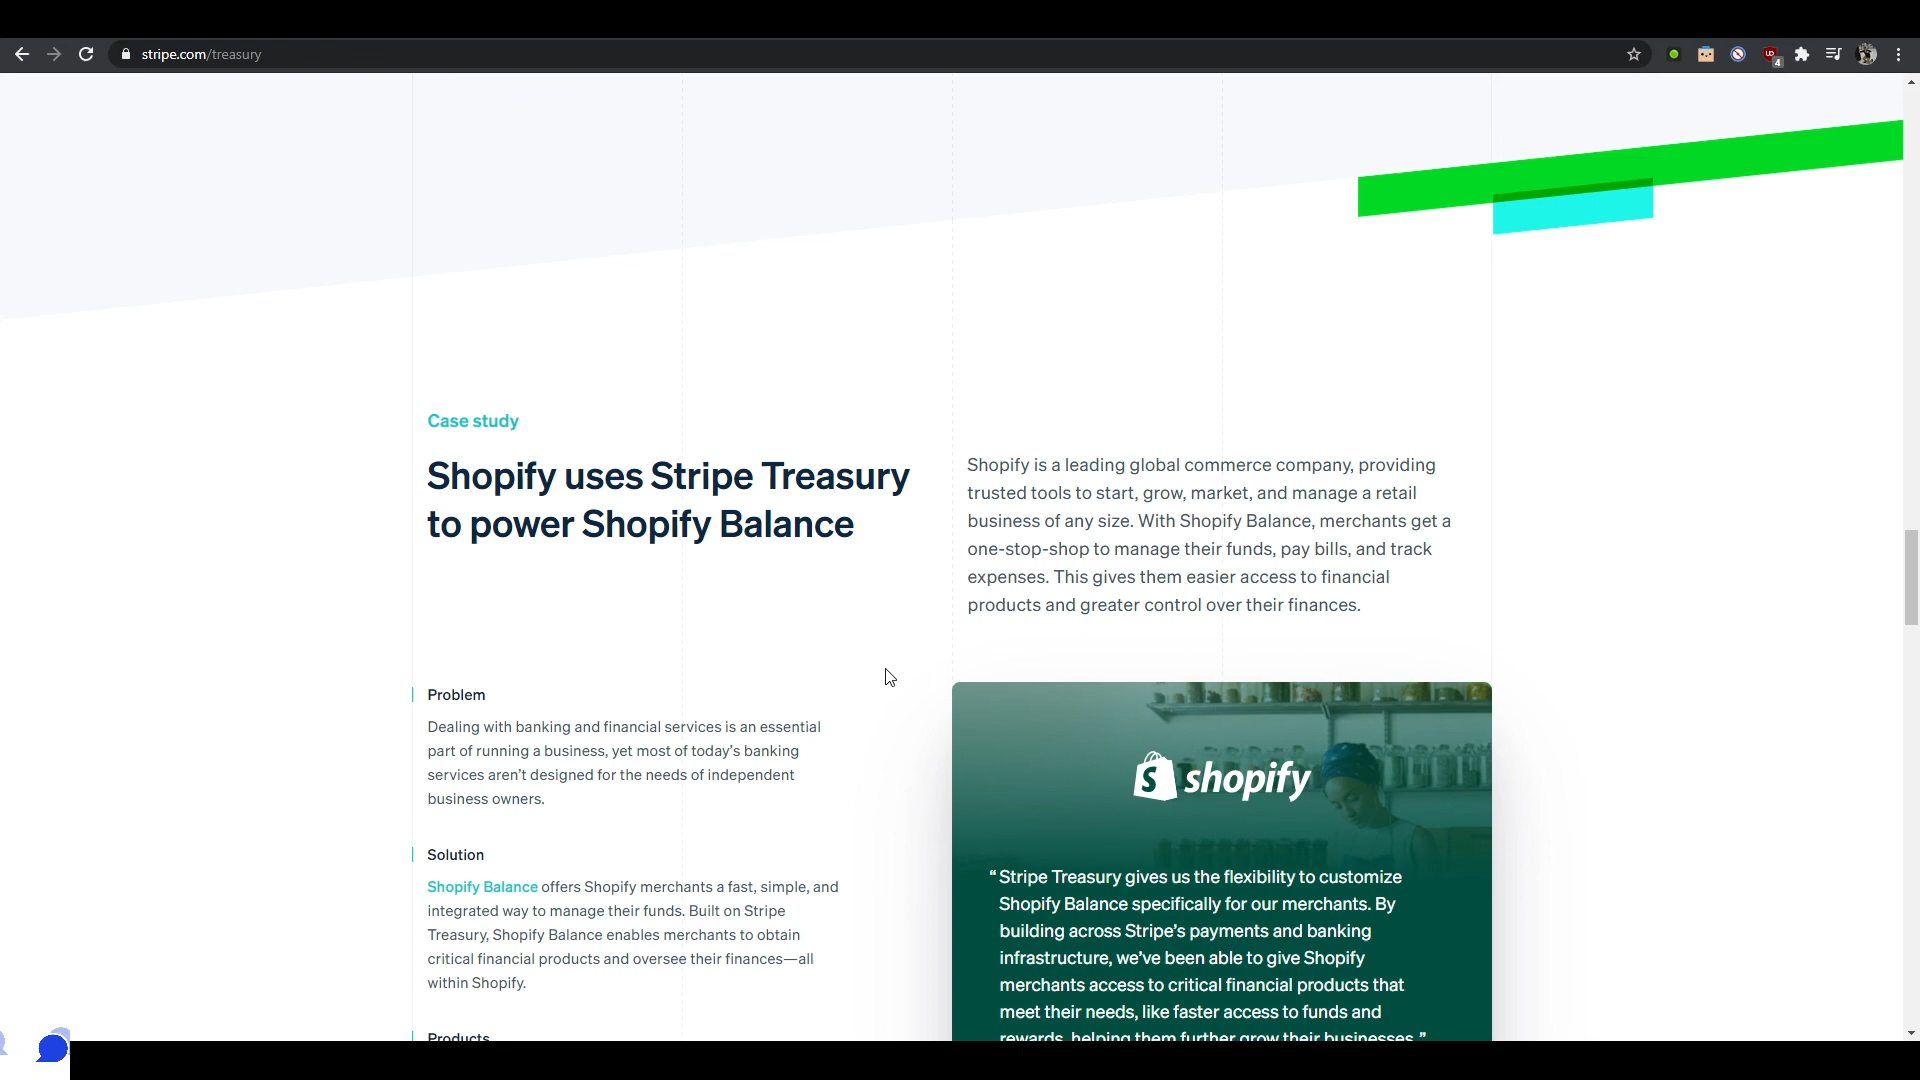 stripe.com/treasury
4
Case study
Shopify uses Stripe Treasury
to power Shopify Balance
Shopify is a leading global commerce company, providing
trusted tools to start, grow, market, and manage a retail
business of any size. With Shopify Balance, merchants get a
one-stop-shop to manage their funds, pay bills, and track
expenses. This gives them easier access to financial
products and greater control over their finances.
Problem
Dealing with banking and financial services is an essential
part of running a business, yet most of today’s banking
services aren’t designed for the needs of independent
business owners.
Solution
Shopify Balance offers Shopify merchants a fast, simple, and
integrated way to manage their funds. Built on Stripe
Treasury, Shopify Balance enables merchants to obtain
critical financial products and oversee their finances—all
within Shopify.
Products
shopify
“Stripe Treasury gives us the flexibility to customize
Shopify Balance specifically for our merchants. By
building across Stripe’s payments and banking
infrastructure, we’ve been able to give Shopify
merchants access to critical financial products that
meet their needs, like faster access to funds and
rewards, helping them further grow their businesses.”